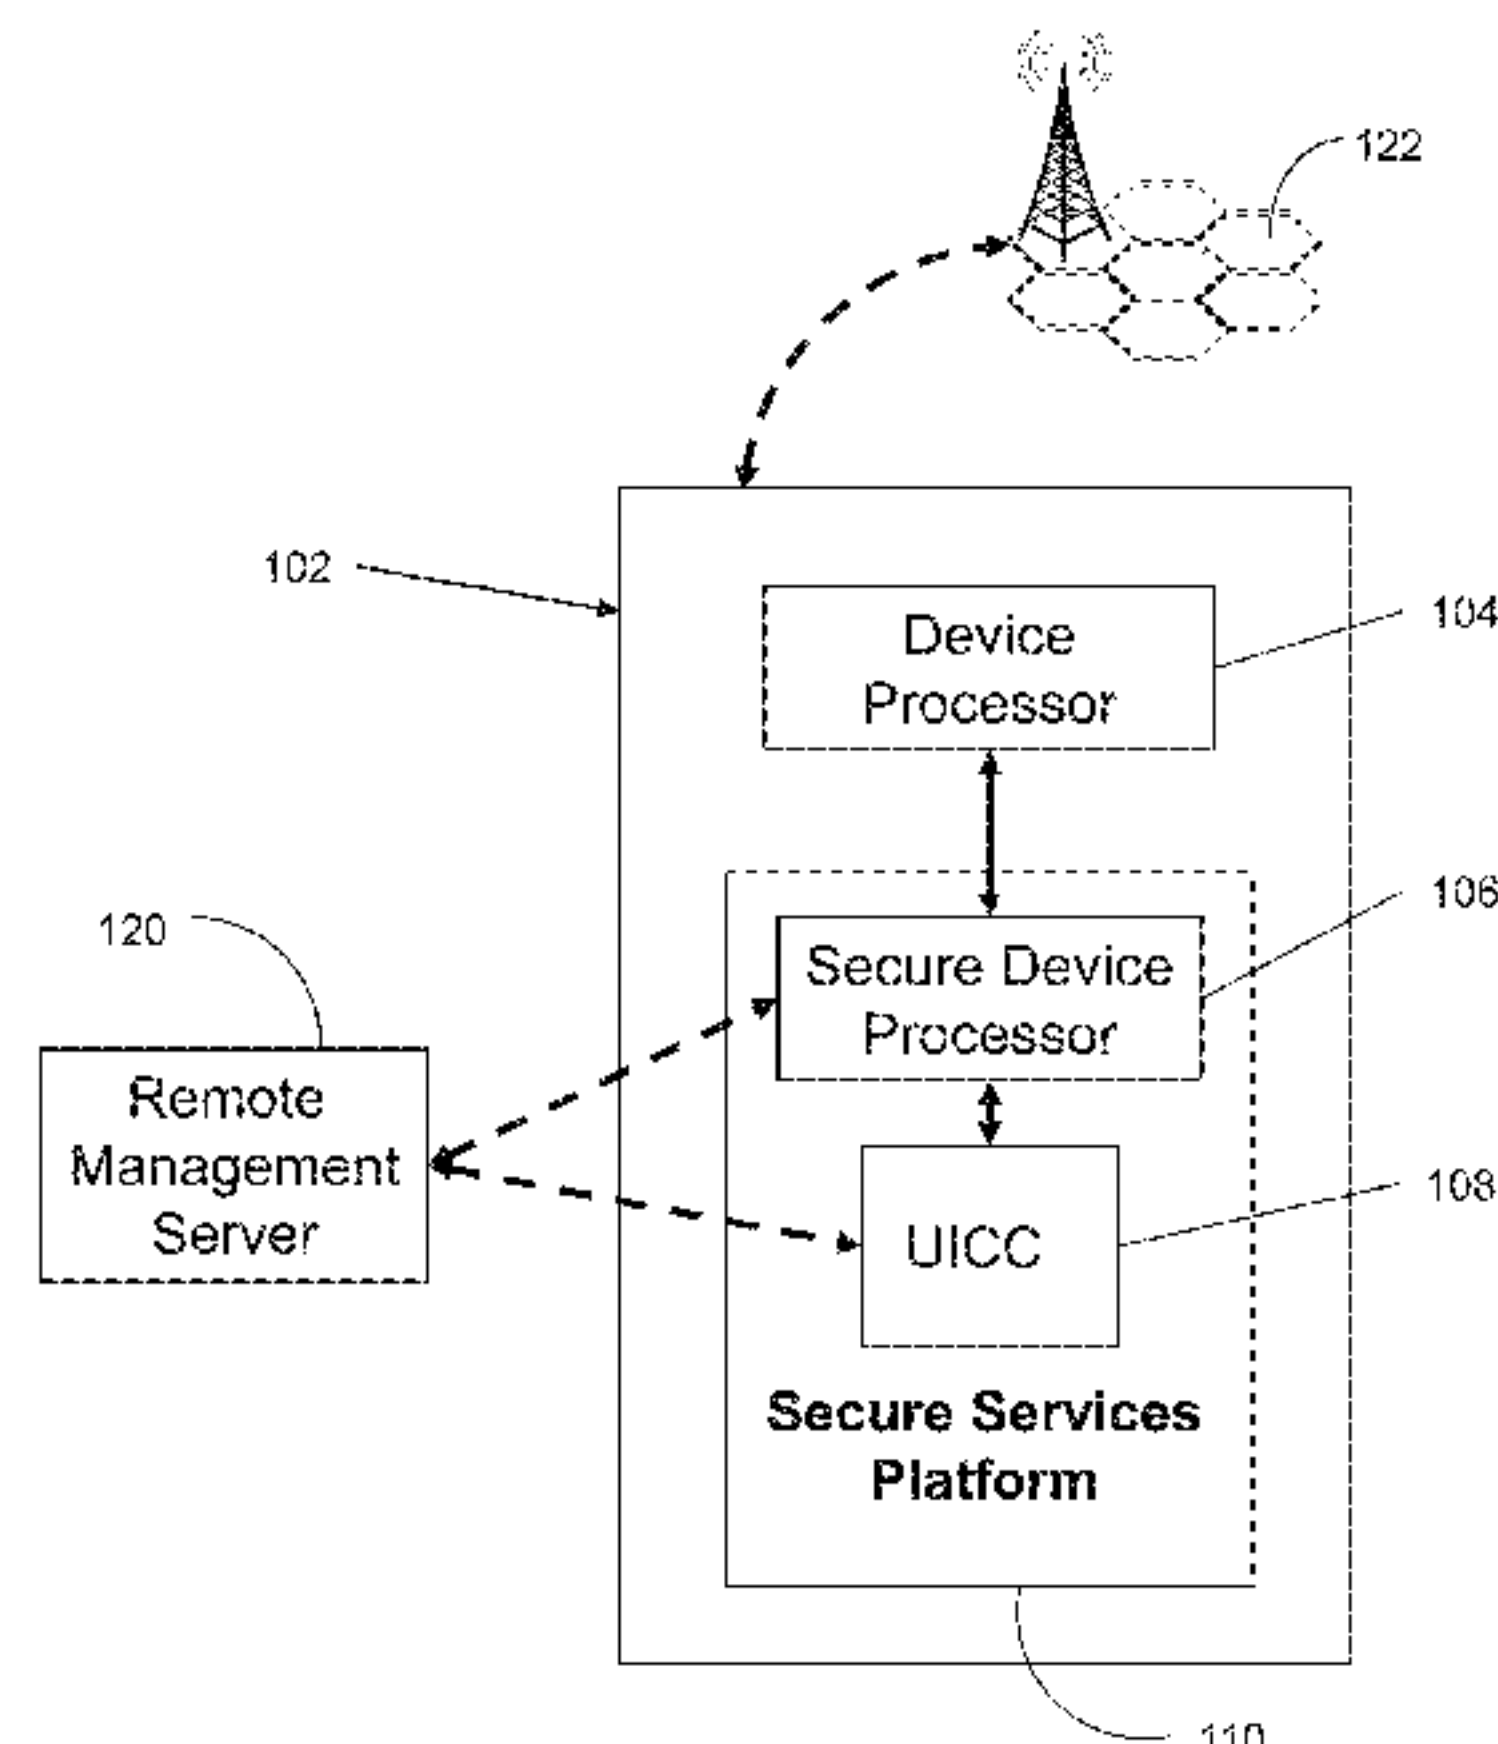 122
102
Device
Processor
104
106
Secure Device
Processor
120
Remote
Management
Server
UICC
108
Secure Services
Platform
110